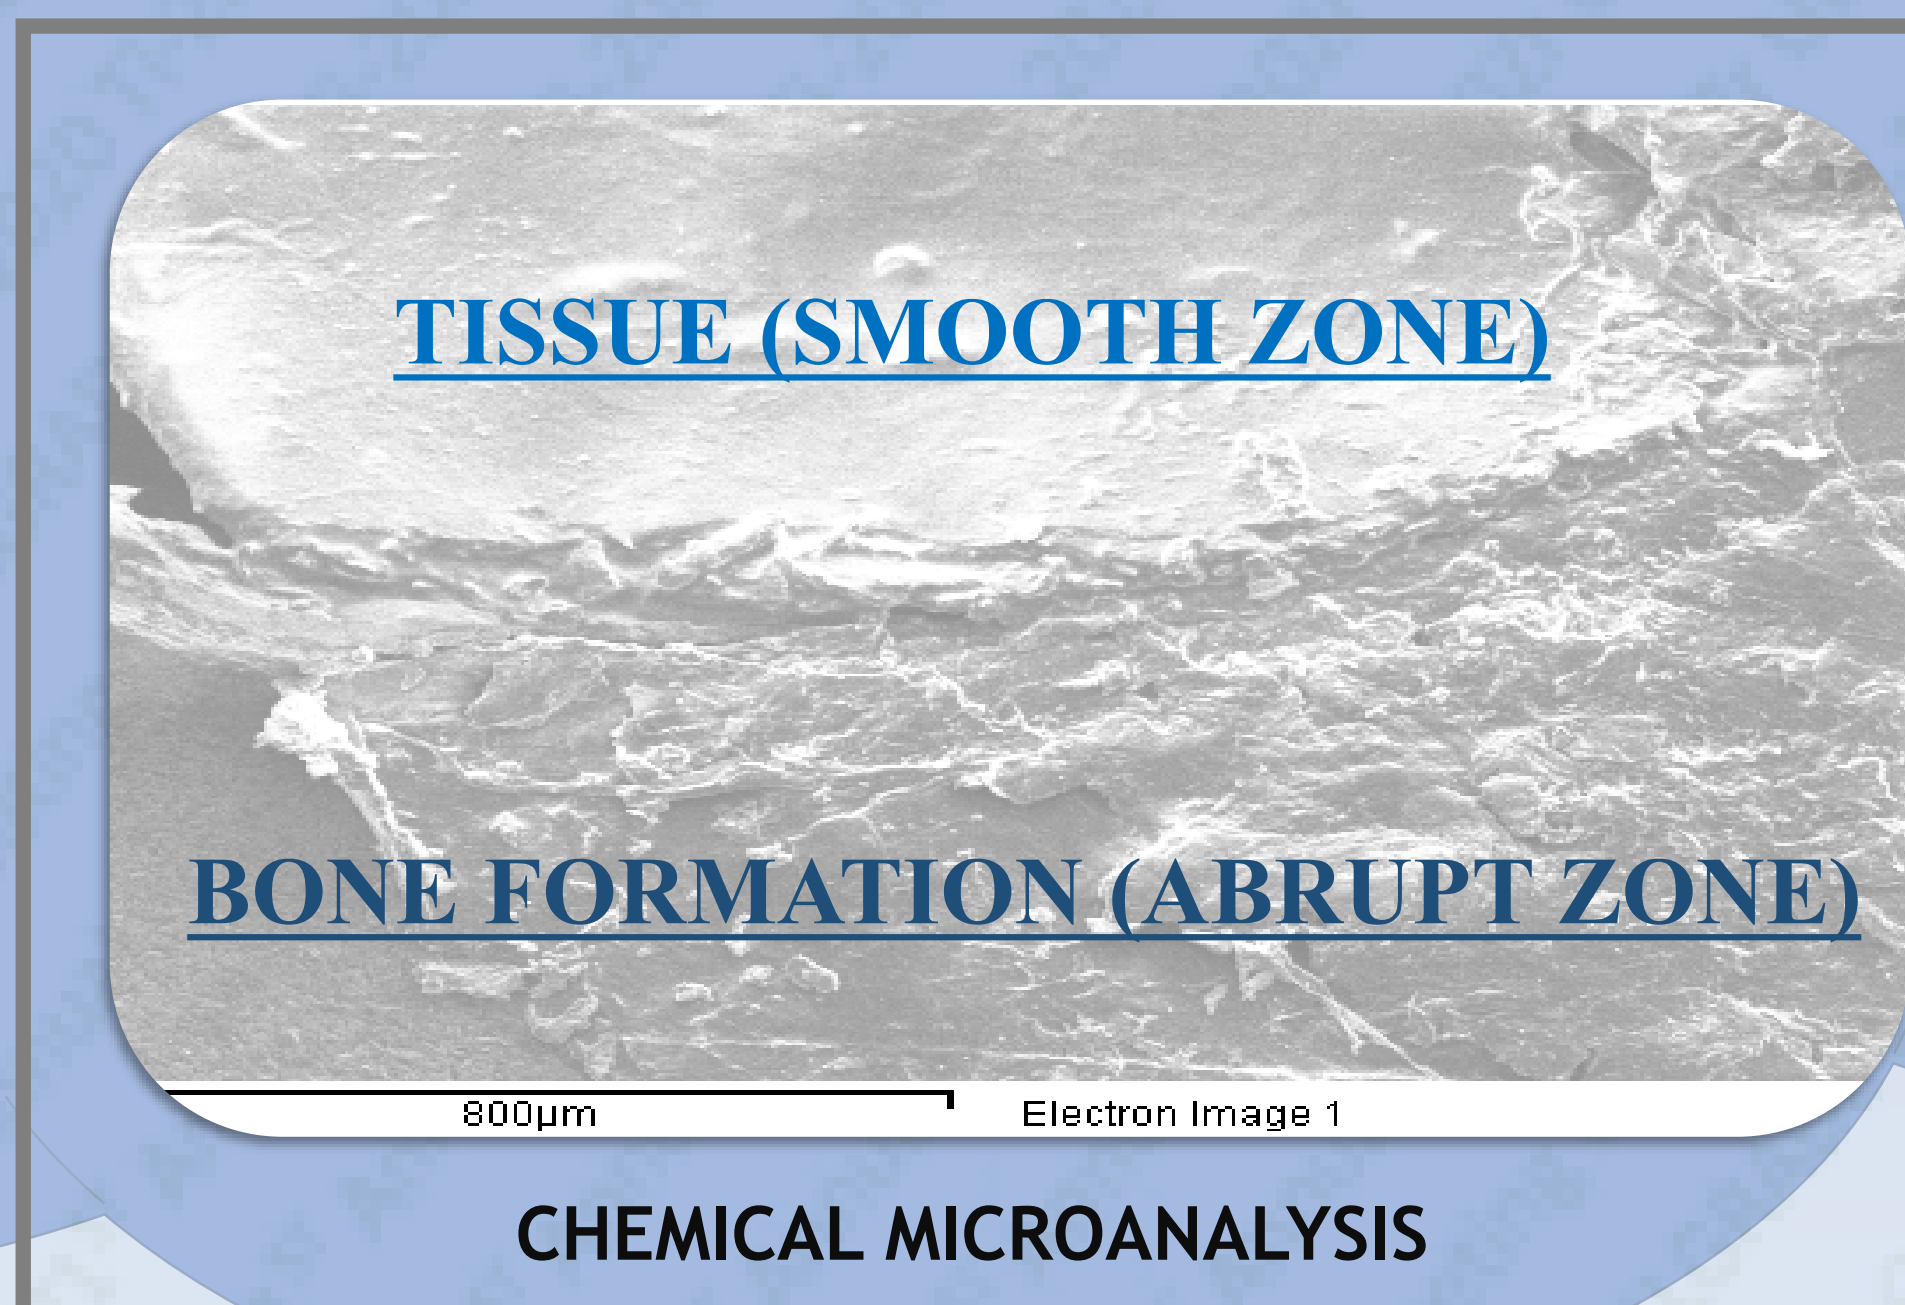 TISSUE (SMOOTH ZONE)
BONE FORMATION (ABRUPT ZONE)
800µm
Electron Image 1
CHEMICAL MICROANALYSIS